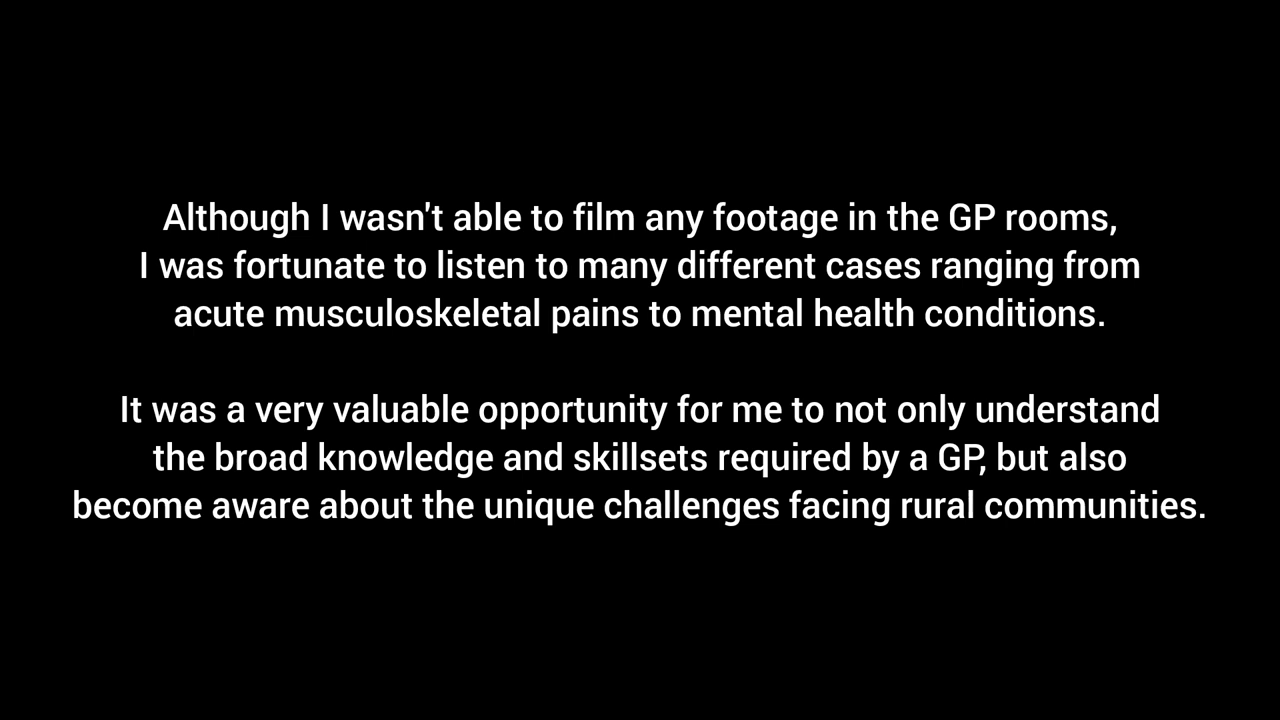 Although I wasn't able to film any footage in the GP rooms,
I was fortunate to listen to many different cases ranging from
acute musculoskeletal pains to mental health conditions.
It was a very valuable opportunity for me to not only understand
the broad knowledge and skillsets required by a GP, but also
become aware about the unique challenges facing rural communities.